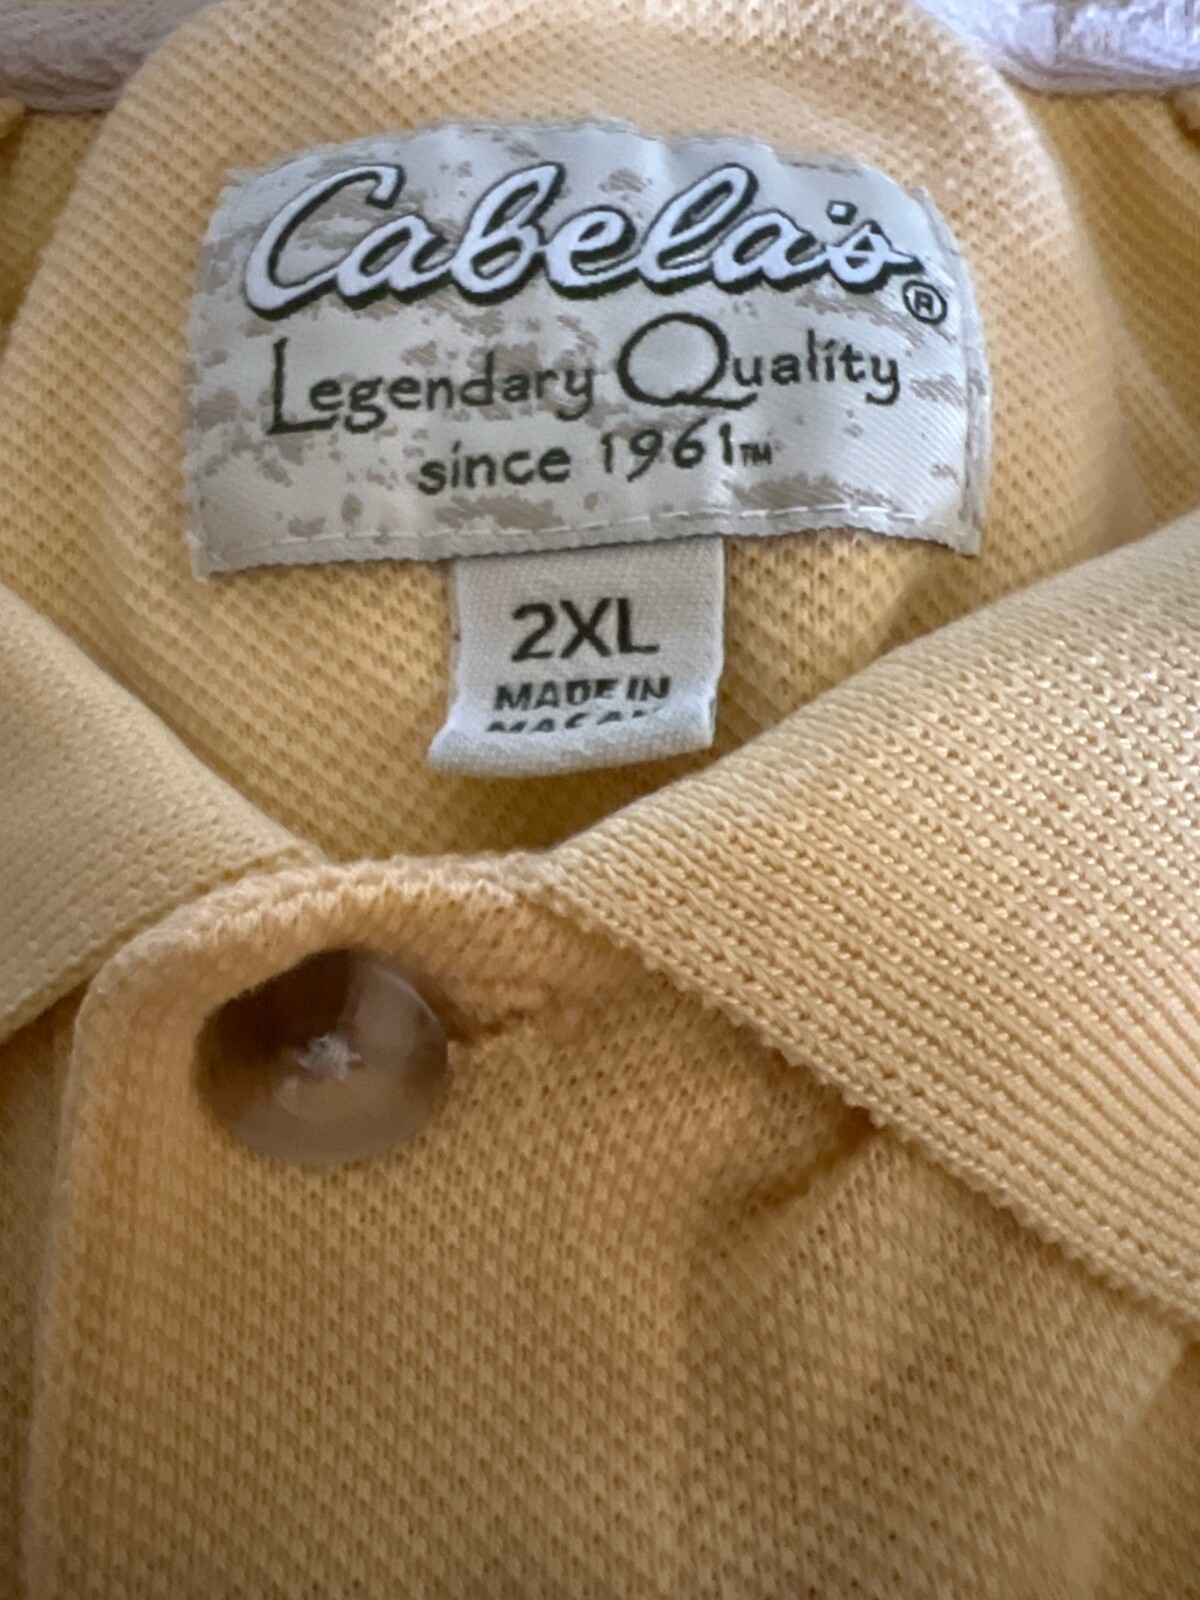 Cabela's®
Legendary Quality
since 1961™
2XL
MADE IN